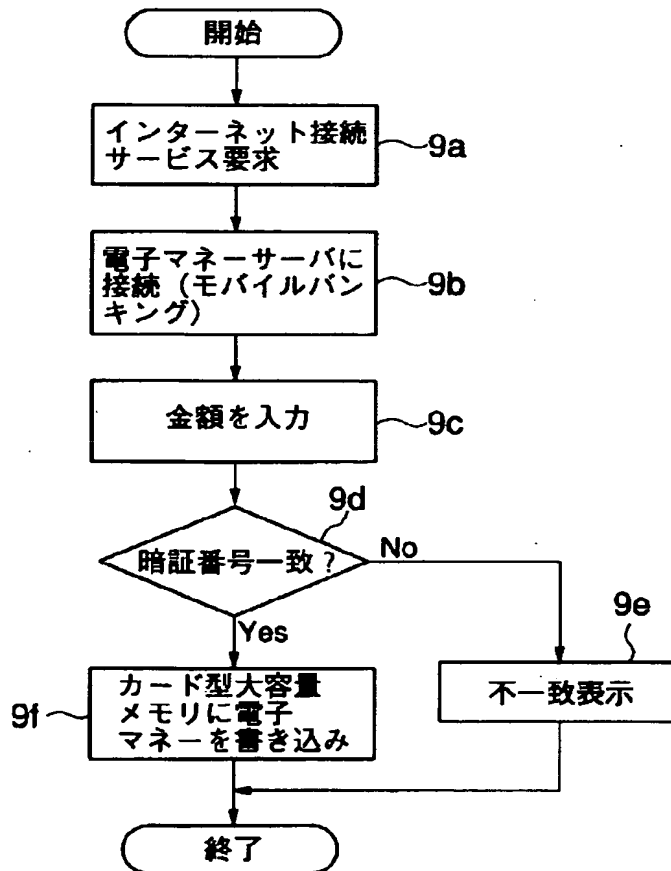 開始
インターネット接続
サービス要求
9a
電子マネーサーバに
接続（モバイルバン
キング）
9b
金額を入力
9c
9d
暗証番号一致？
No
Yes
9e
不一致表示
カード型大容量
メモリに電子
マネーを書き込み
9f
終了